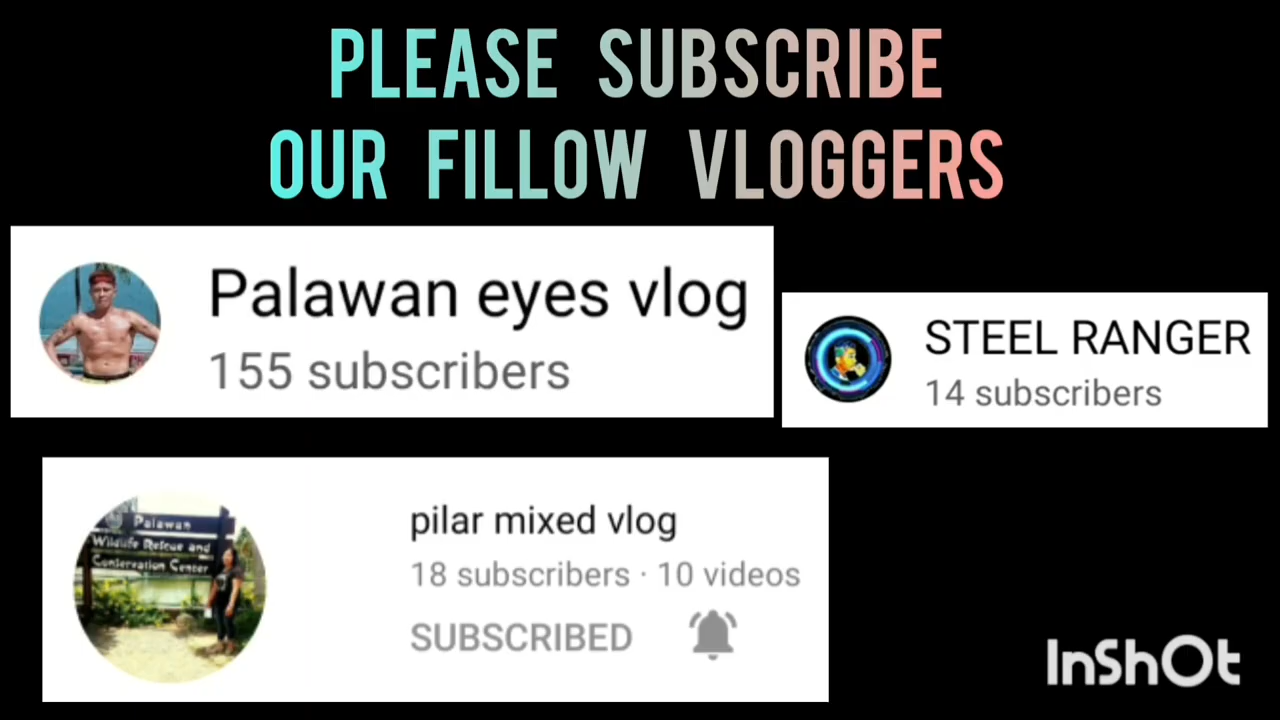 PLEASE SUBSCRIBE
OUR FILLOW VLOGGERS
Palawan eyes vlog
155 subscribers
STEEL RANGER
14 subscribers
Palawan
Wildlife Rescue and
Conservation Center
pilar mixed vlog
18 subscribers · 10 videos
SUBSCRIBED
InShOt